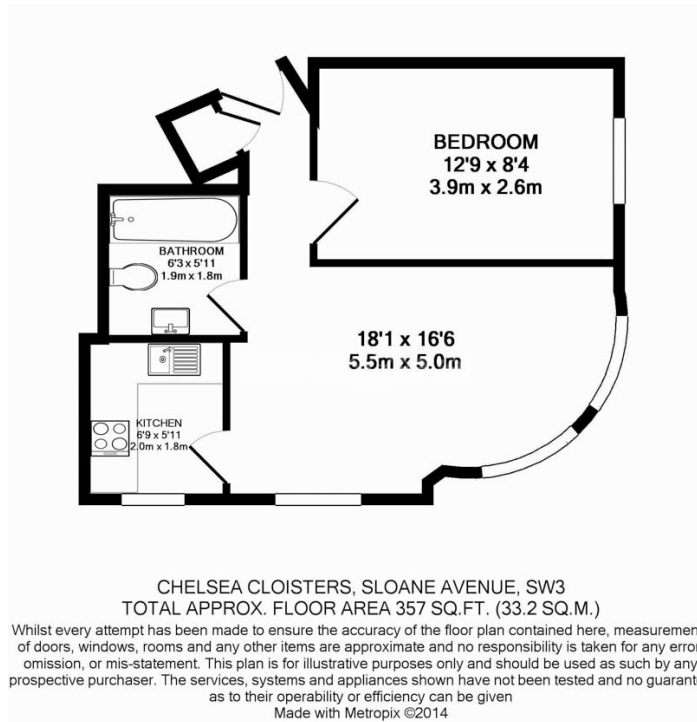 BEDROOM
12'9 x 8'4
3.9m x 2.6m
BATHROOM
6'3 x 5'11
1.9m x 1.8m
18'1 x 16'6
5.5m x 5.0m
KITCHEN
6'9 x 5'11
2.0m x 1.8m
CHELSEA CLOISTERS, SLOANE AVENUE, SW3
TOTAL APPROX. FLOOR AREA 357 SQ.FT. (33.2 SQ.M.)
Whilst every attempt has been made to ensure the accuracy of the floor plan contained here, measuremen
of doors, windows, rooms and any other items are approximate and no responsibility is taken for any error
omission, or mis-statement. This plan is for illustrative purposes only and should be used as such by any
prospective purchaser. The services, systems and appliances shown have not been tested and no guarant
as to their operability or efficiency can be given
Made with Metropix ©2014